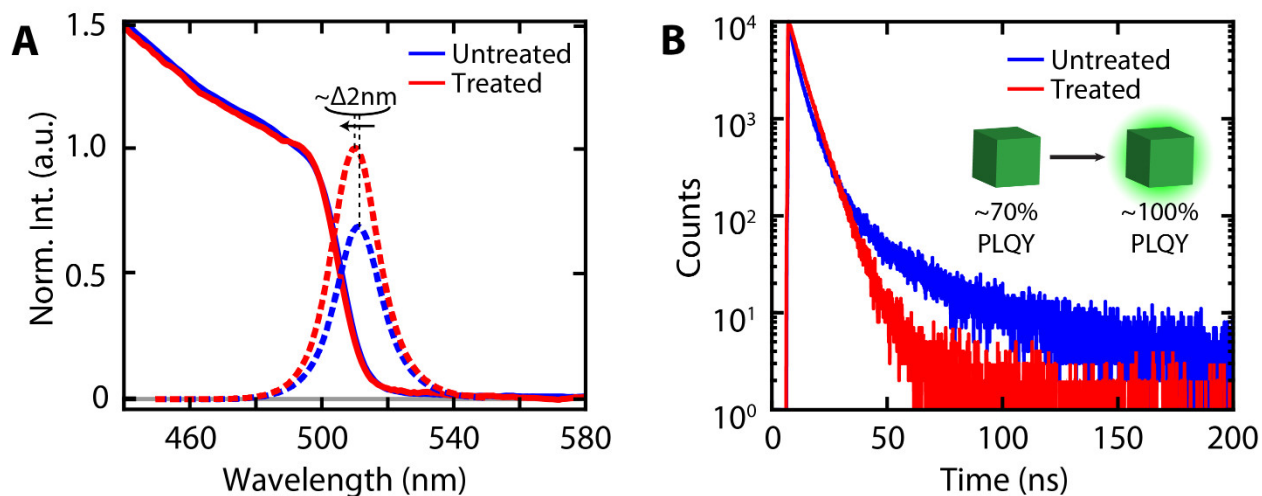 A
Norm. Int. (a.u.)
1.5
1.0
0.5
0
Untreated
Treated
~Δ2nm
460
510
540
580
Wavelength (nm)
B
Counts
10⁴
10³
10²
10¹
10⁰
Untreated
Treated
~70%
PLQY
~100%
PLQY
0
50
100
150
200
Time (ns)